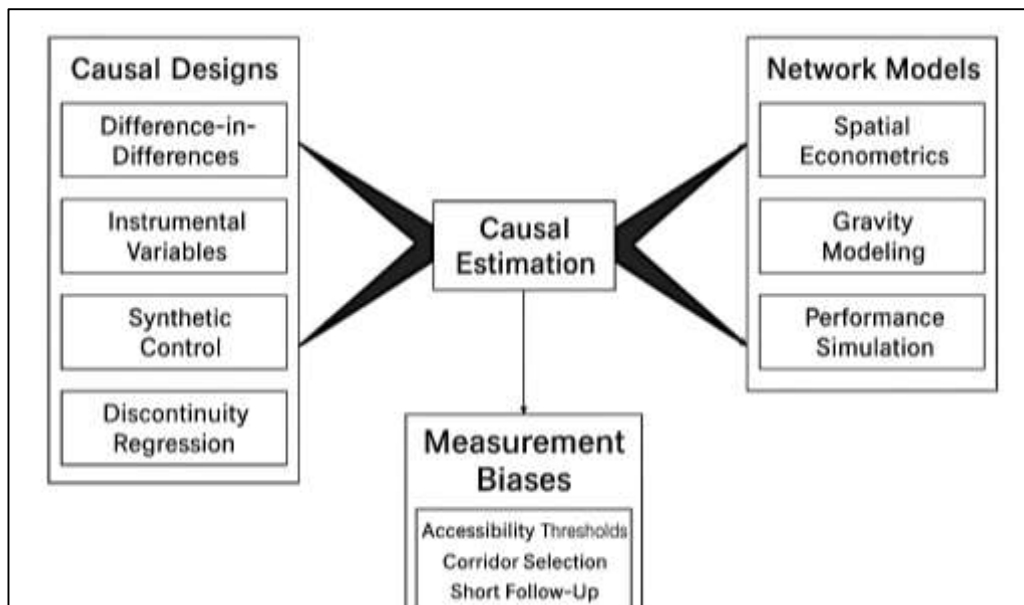 Causal Designs
Difference-in-
Differences
Instrumental
Variables
Synthetic
Control
Discontinuity
Regression
Causal
Estimation
Network Models
Spatial
Econometrics
Gravity
Modeling
Performance
Simulation
Measurement
Biases
Accessibility Thresholds
Corridor Selection
Short Follow-Up